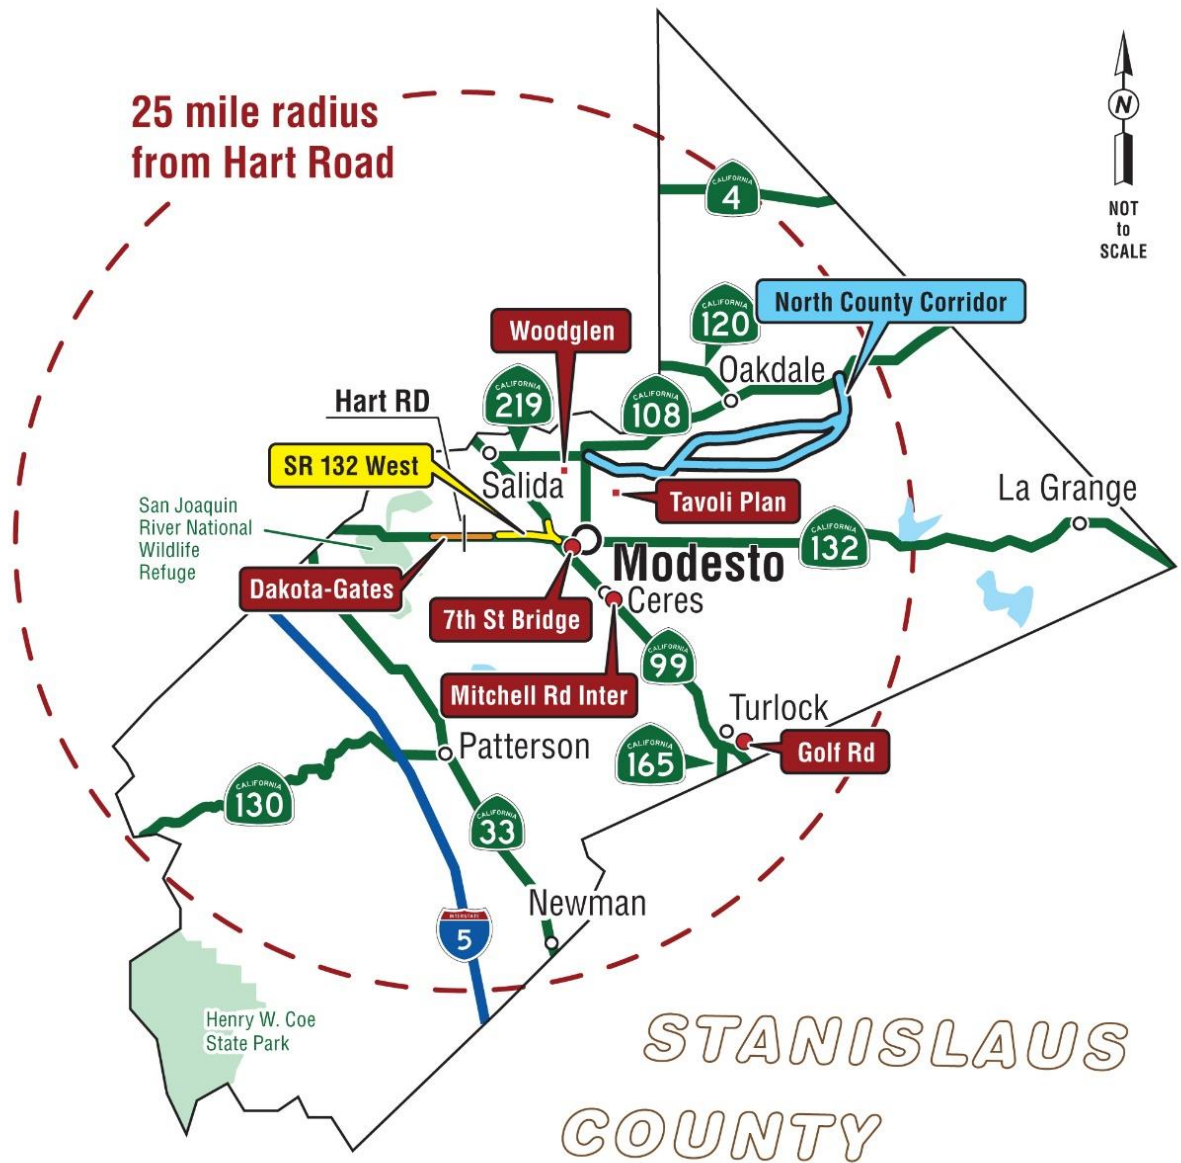 25 mile radius
from Hart Road
N
NOT
to
SCALE
CALIFORNIA
4
North County Corridor
CALIFORNIA
120
Woodglen
Oakdale
CALIFORNIA
219
CALIFORNIA
108
Hart RD
SR 132 West
Salida
Tavoli Plan
La Grange
San Joaquin
River National
Wildlife
Refuge
CALIFORNIA
132
Modesto
Dakota-Gates
7th St Bridge
Ceres
CALIFORNIA
99
Mitchell Rd Inter
Turlock
Golf Rd
CALIFORNIA
165
Patterson
CALIFORNIA
130
CALIFORNIA
33
Newman
INTERSTATE
5
Henry W. Coe
State Park
STANISLAUS
COUNTY